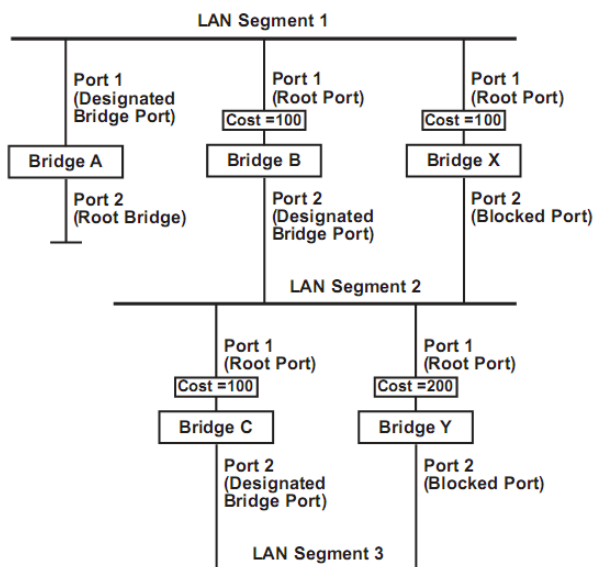 LAN Segment 1
Port 1
(Designated
Bridge Port)
Port 1
(Root Port)
Cost =100
Port 1
(Root Port)
Cost =100
Bridge A
Bridge B
Bridge X
Port 2
(Root Bridge)
Port 2
(Designated
Bridge Port)
Port 2
(Blocked Port)
LAN Segment 2
Port 1
(Root Port)
Cost =100
Port 1
(Root Port)
Cost =200
Bridge C
Bridge Y
Port 2
(Designated
Bridge Port)
Port 2
(Blocked Port)
LAN Segment 3